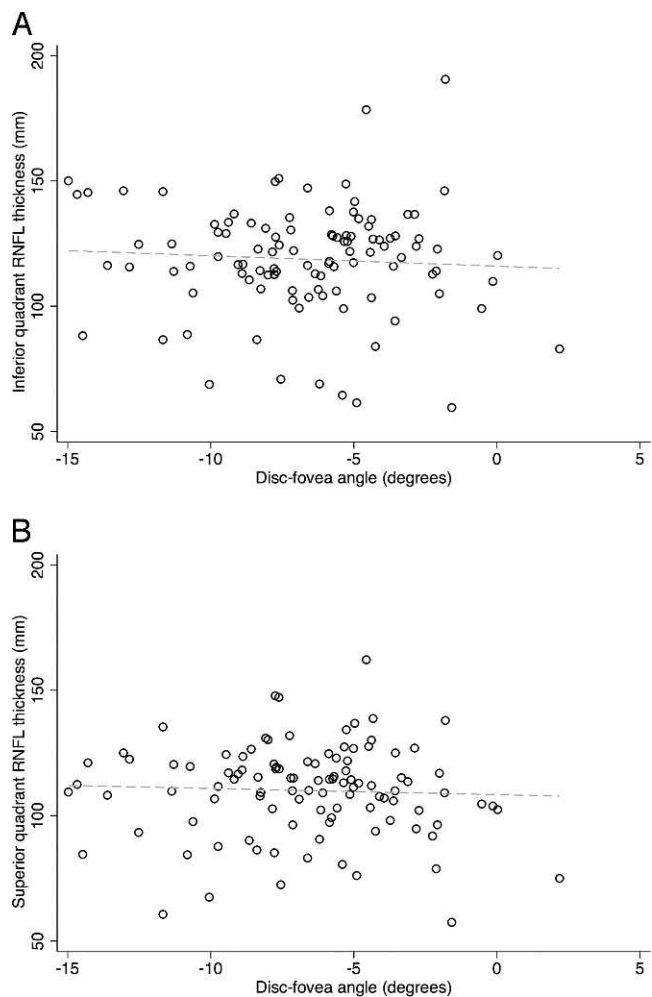 A
200
150
100
50
Inferior quadrant RNFL thickness (mm)
-15 -10 -5 0 5
Disc-fovea angle (degrees)
B
200
150
100
50
Superior quadrant RNFL thickness (mm)
-15 -10 -5 0 5
Disc-fovea angle (degrees)